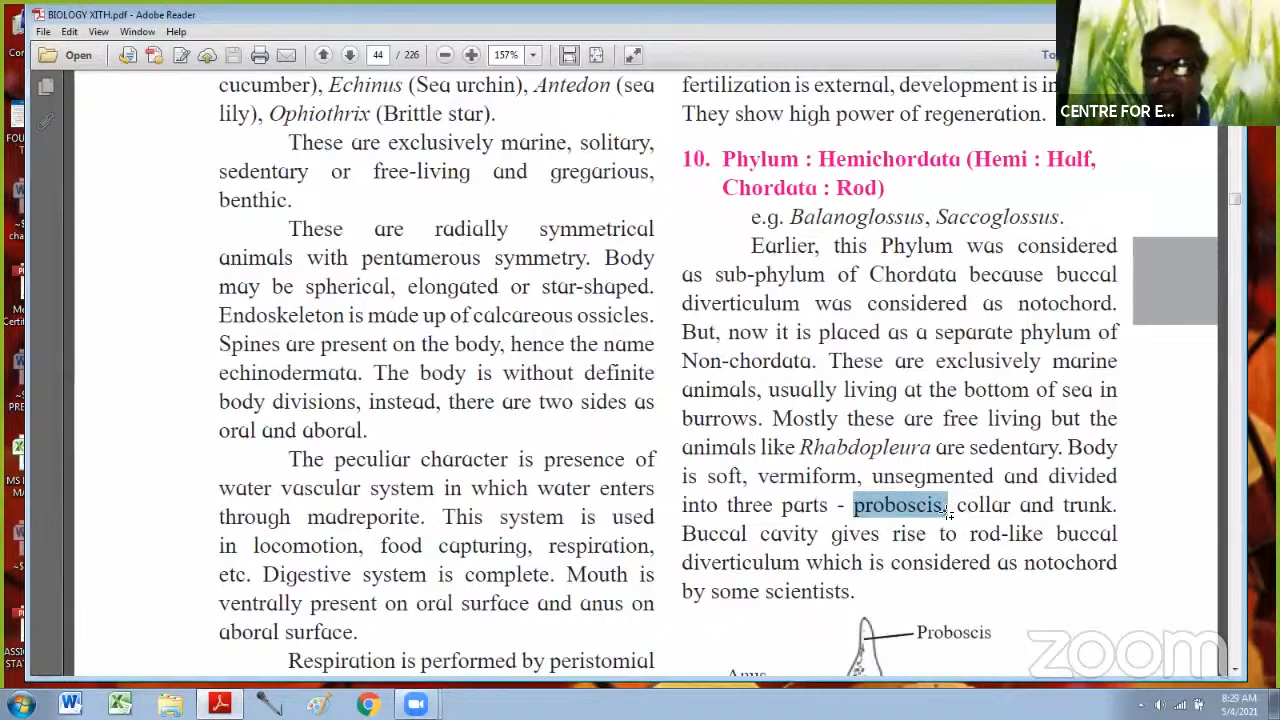 BIOLOGY XITH.pdf - Adobe Reader
File Edit View Window Help
Open 44 / 226 157%
CENTRE FOR E...
cucumber), Echinus (Sea urchin), Antedon (sea
lily), Ophiothrix (Brittle star).
These are exclusively marine, solitary,
sedentary or free-living and gregarious,
benthic.
These are radially symmetrical
animals with pentamerous symmetry. Body
may be spherical, elongated or star-shaped.
Endoskeleton is made up of calcareous ossicles.
Spines are present on the body, hence the name
echinodermata. The body is without definite
body divisions, instead, there are two sides as
oral and aboral.
The peculiar character is presence of
water vascular system in which water enters
through madreporite. This system is used
in locomotion, food capturing, respiration,
etc. Digestive system is complete. Mouth is
ventrally present on oral surface and anus on
aboral surface.
Respiration is performed by peristomial
fertilization is external, development is in
They show high power of regeneration.
10. Phylum : Hemichordata (Hemi : Half,
Chordata : Rod)
e.g. Balanoglossus, Saccoglossus.
Earlier, this Phylum was considered
as sub-phylum of Chordata because buccal
diverticulum was considered as notochord.
But, now it is placed as a separate phylum of
Non-chordata. These are exclusively marine
animals, usually living at the bottom of sea in
burrows. Mostly these are free living but the
animals like Rhabdopleura are sedentary. Body
is soft, vermiform, unsegmented and divided
into three parts - proboscis, collar and trunk.
Buccal cavity gives rise to rod-like buccal
diverticulum which is considered as notochord
by some scientists.
Proboscis
Anus
zoom
8:29 AM
5/4/2021